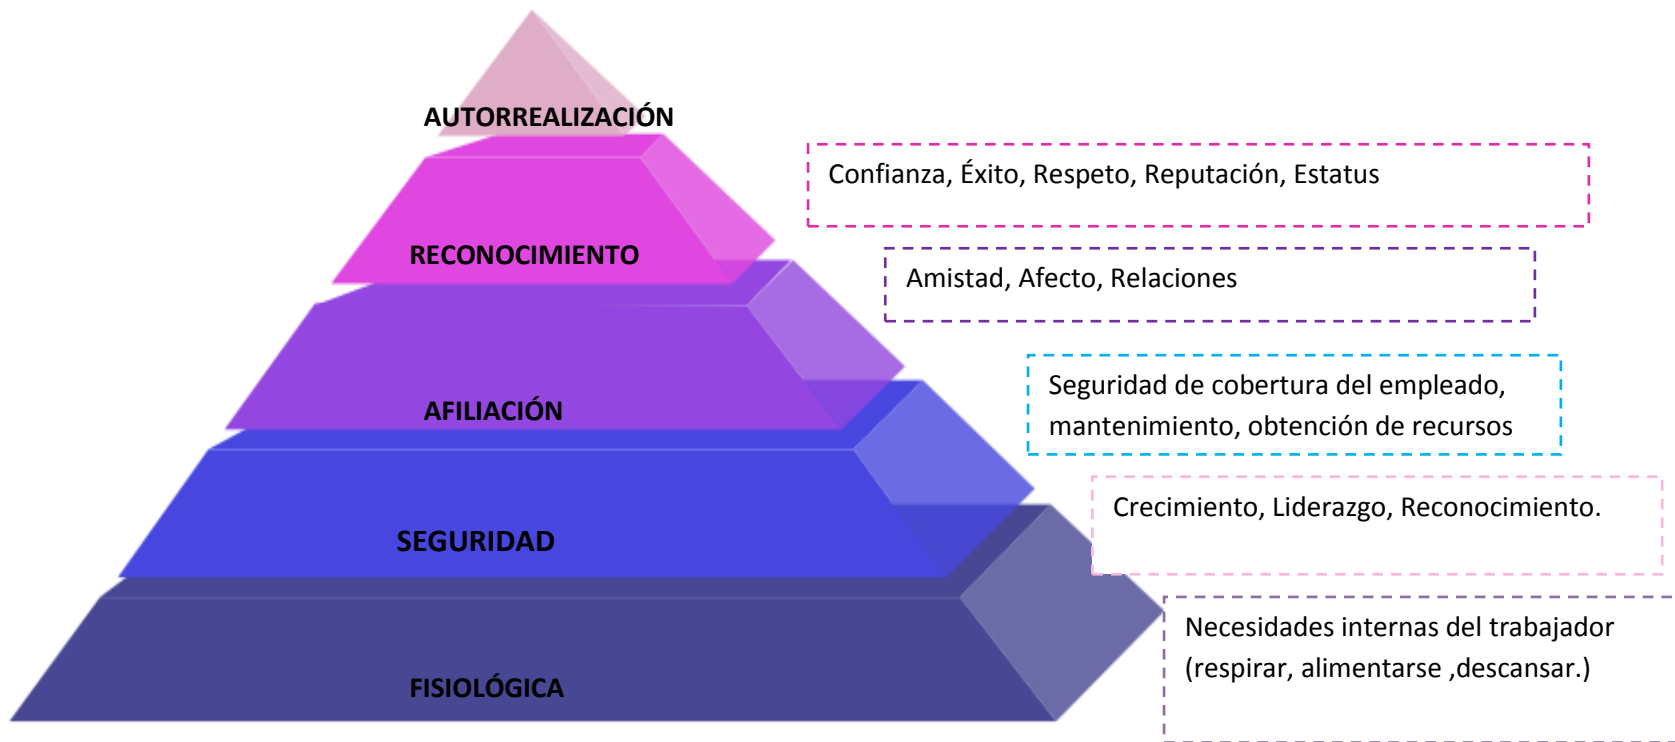 AUTORREALIZACIÓN
Confianza, Éxito, Respeto, Reputación, Estatus
RECONOCIMIENTO
Amistad, Afecto, Relaciones
AFILIACIÓN
Seguridad de cobertura del empleado,
mantenimiento, obtención de recursos
Crecimiento, Liderazgo, Reconocimiento.
SEGURIDAD
Necesidades internas del trabajador
(respirar, alimentarse ,descansar.)
FISIOLÓGICA